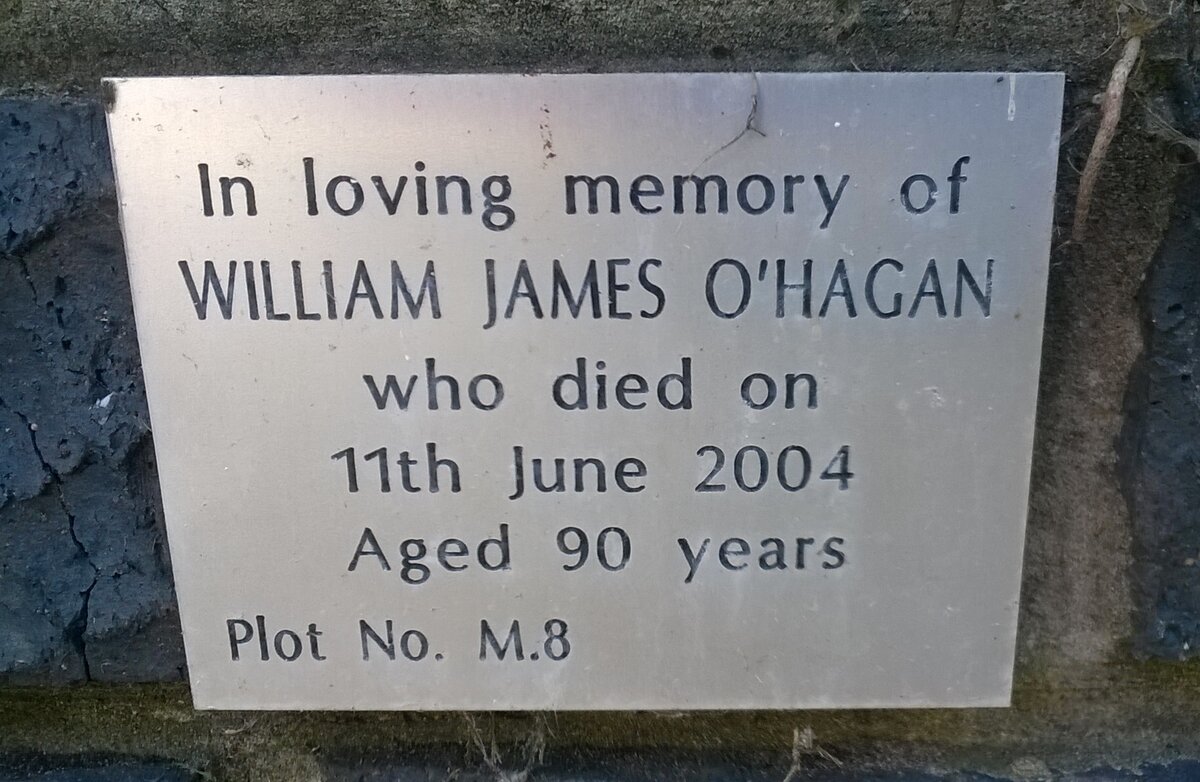 In loving memory of
WILLIAM JAMES O'HAGAN
who died on
11th June 2004
Aged 90 years
Plot No. M.8